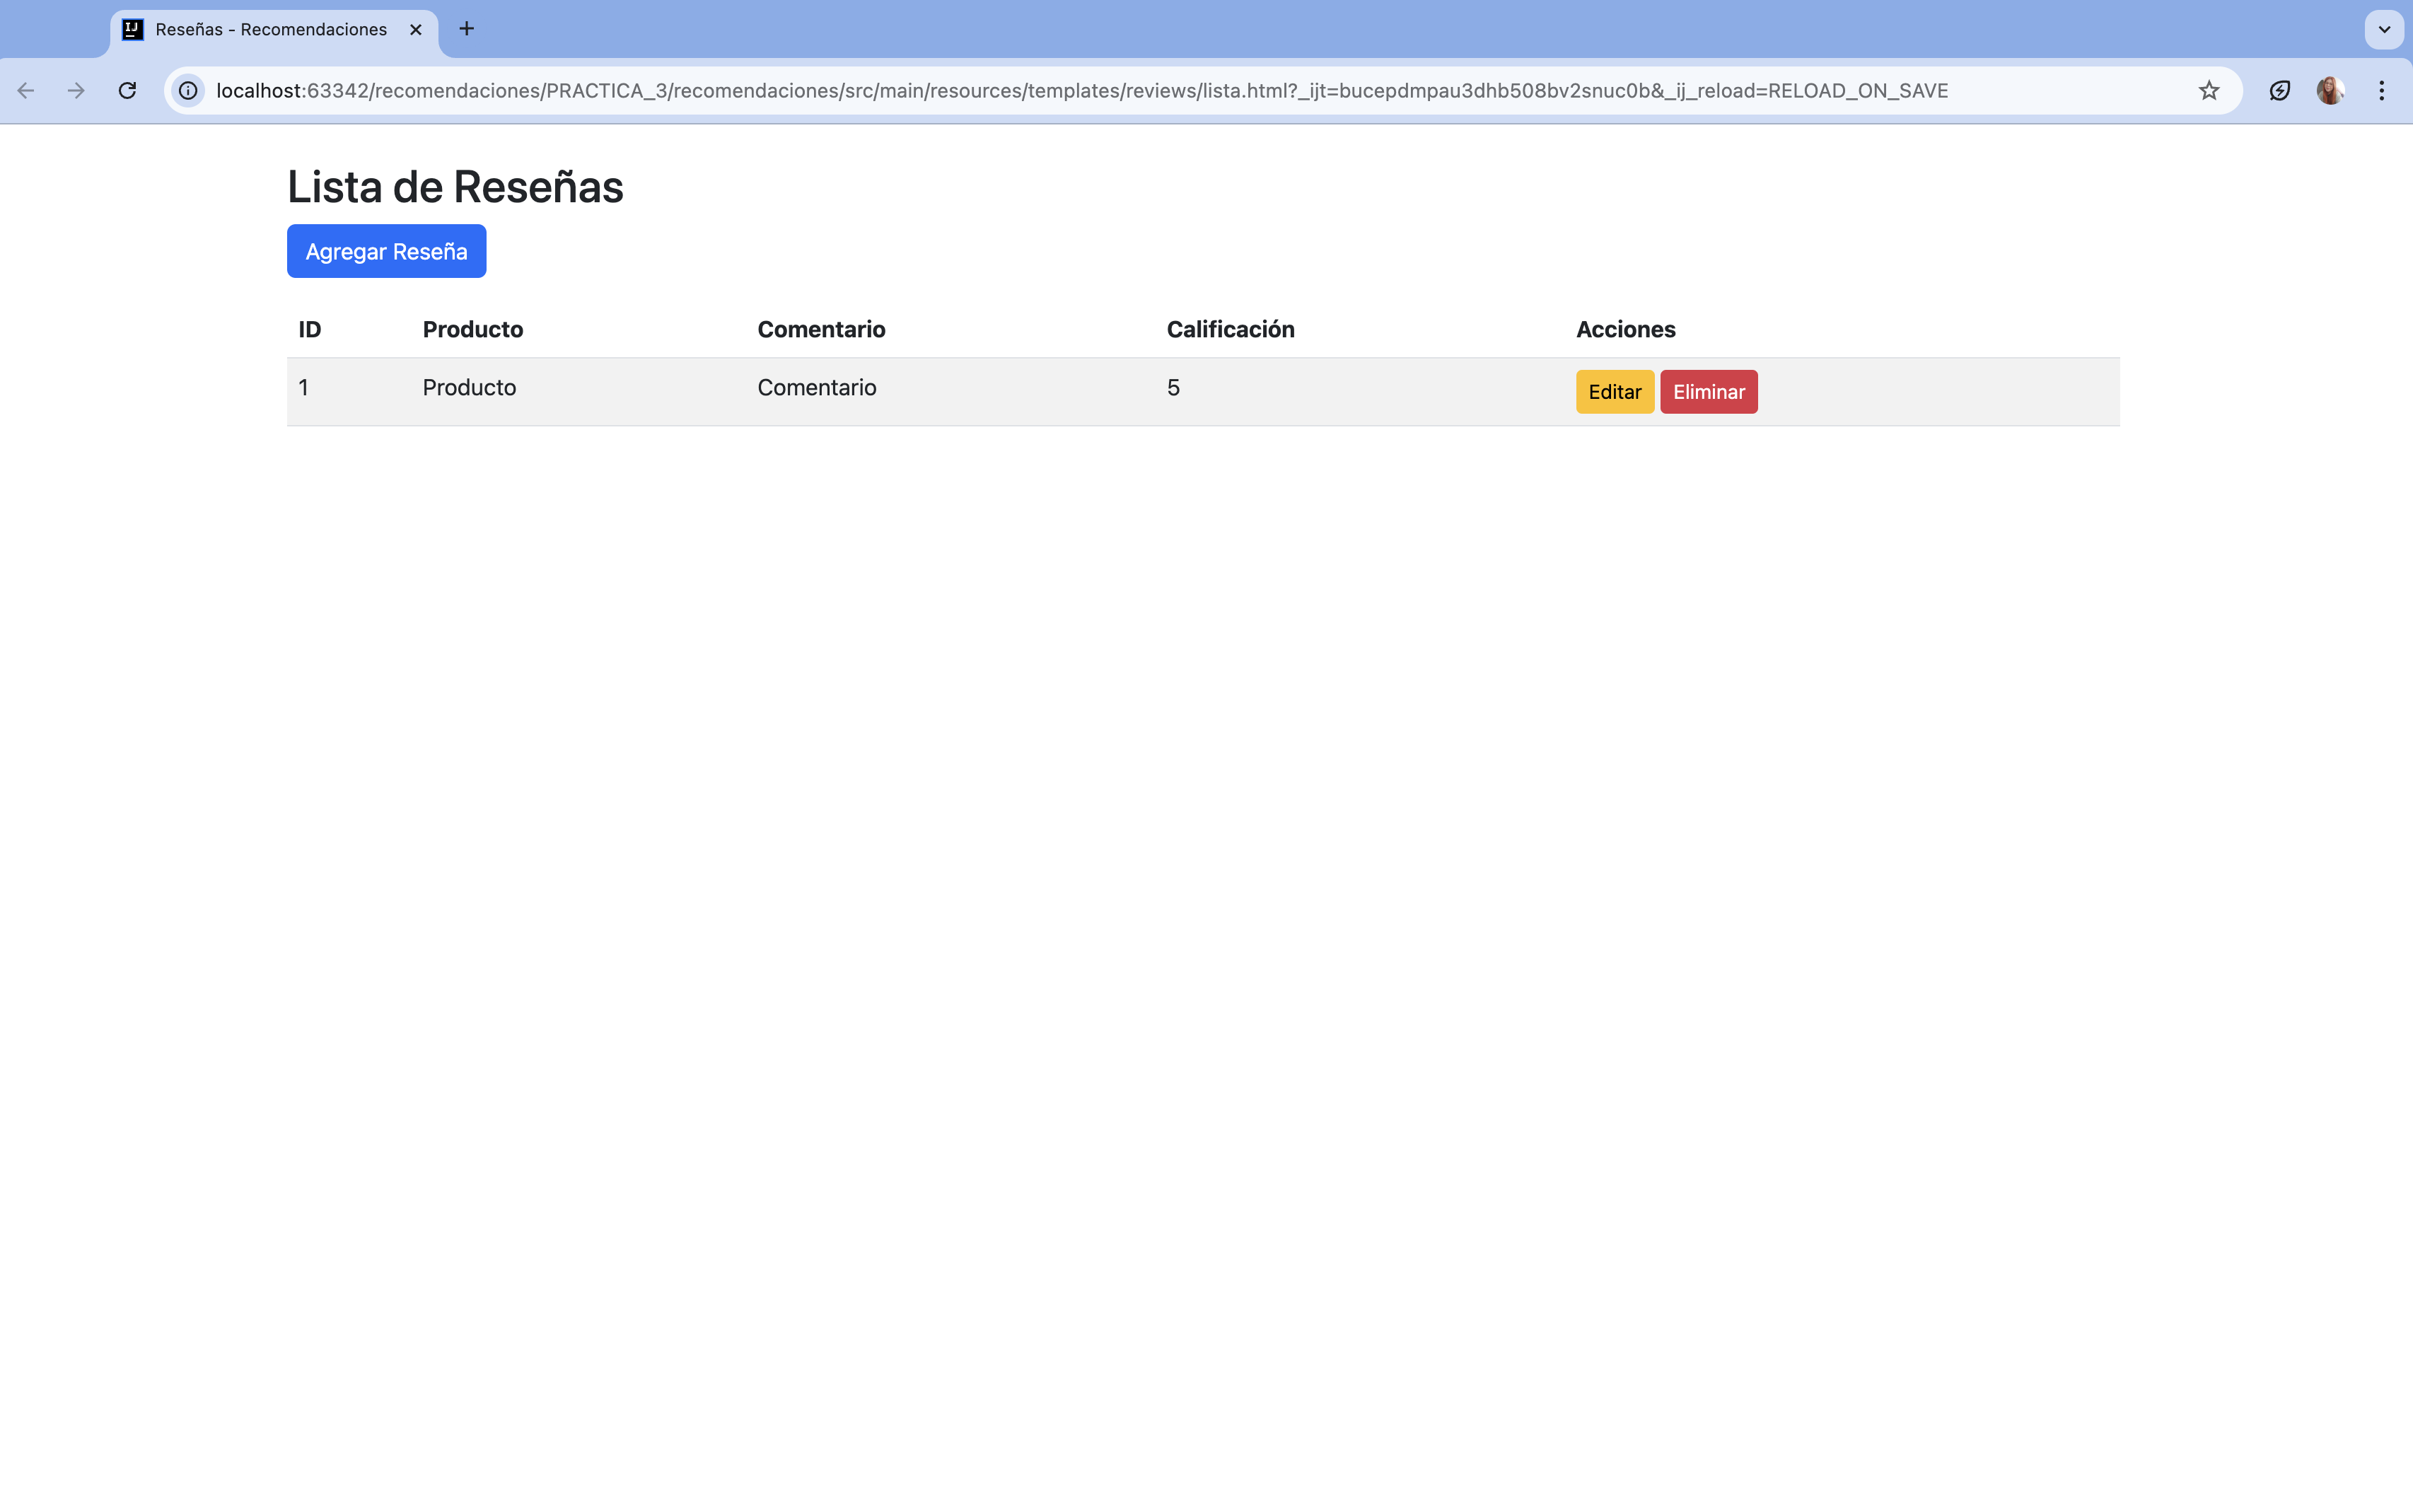 Reseñas - Recomendaciones
localhost:63342/recomendaciones/PRACTICA_3/recomendaciones/src/main/resources/templates/reviews/lista.html?_ijt=bucepdmpau3dhb508bv2snuc0b&_ij_reload=RELOAD_ON_SAVE
Lista de Reseñas
Agregar Reseña
ID Producto Comentario Calificación Acciones
1 Producto Comentario 5 Editar Eliminar